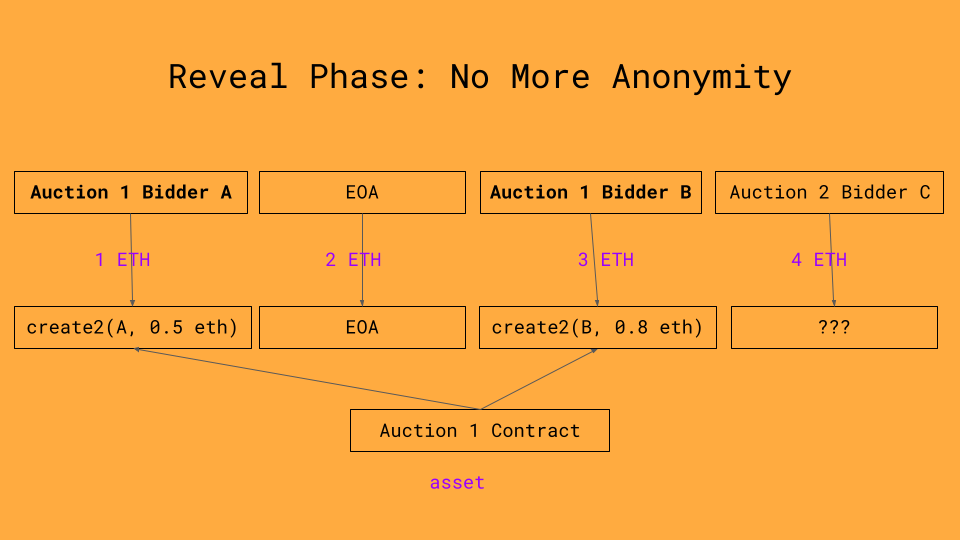 Reveal Phase: No More Anonymity
Auction 1 Bidder A
EOA
Auction 1 Bidder B
Auction 2 Bidder C
1 ETH
2 ETH
3 ETH
4 ETH
create2(A, 0.5 eth)
EOA
create2(B, 0.8 eth)
???
Auction 1 Contract
asset